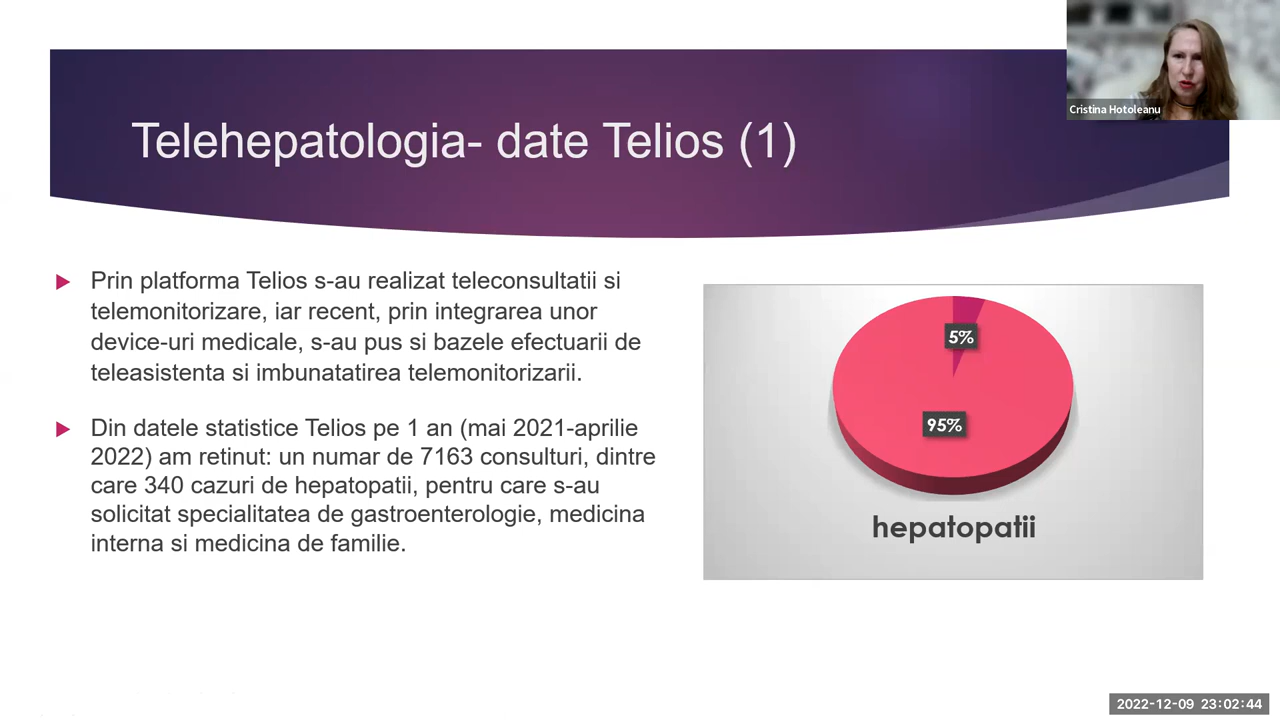 Cristina Hotoleanu
Telehepatologia- date Telios (1)
Prin platforma Telios s-au realizat teleconsultatii si
telemonitorizare, iar recent, prin integrarea unor
device-uri medicale, s-au pus si bazele efectuarii de
teleasistenta si imbunatatirea telemonitorizarii.
Din datele statistice Telios pe 1 an (mai 2021-aprilie
2022) am retinut: un numar de 7163 consulturi, dintre
care 340 cazuri de hepatopatii, pentru care s-au
solicitat specialitatea de gastroenterologie, medicina
interna si medicina de familie.
5%
95%
hepatopatii
2022-12-09 23:02:44